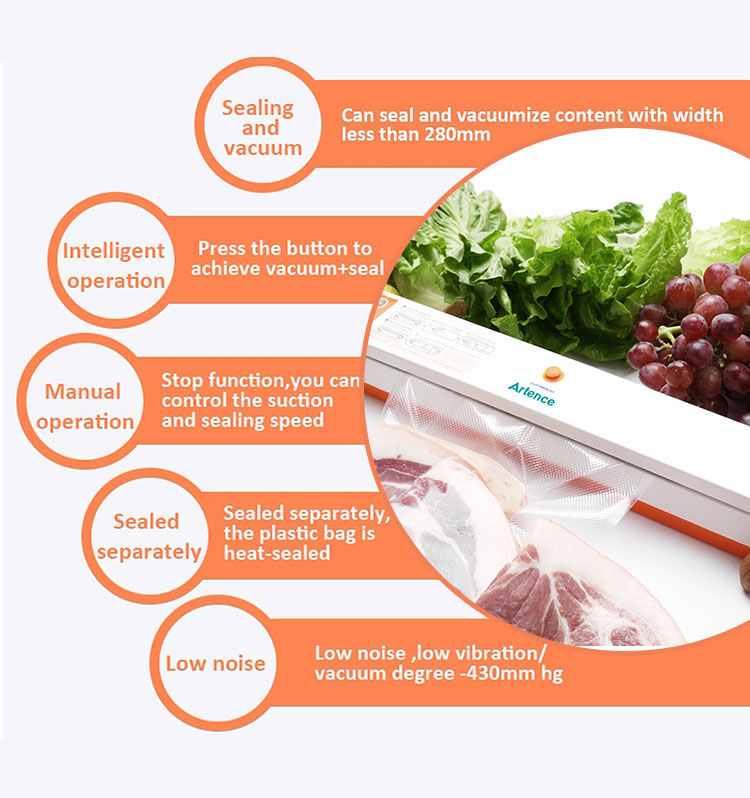 Sealing
and
vacuum
Can seal and vacuumize content with width
less than 280mm
Intelligent
operation
Press the button to
achieve vacuum+seal
Manual
operation
Stop function,you can
control the suction
and sealing speed
Artence
Sealed
separately
Sealed separately,
the plastic bag is
heat-sealed
Low noise
Low noise ,low vibration/
vacuum degree -430mm hg